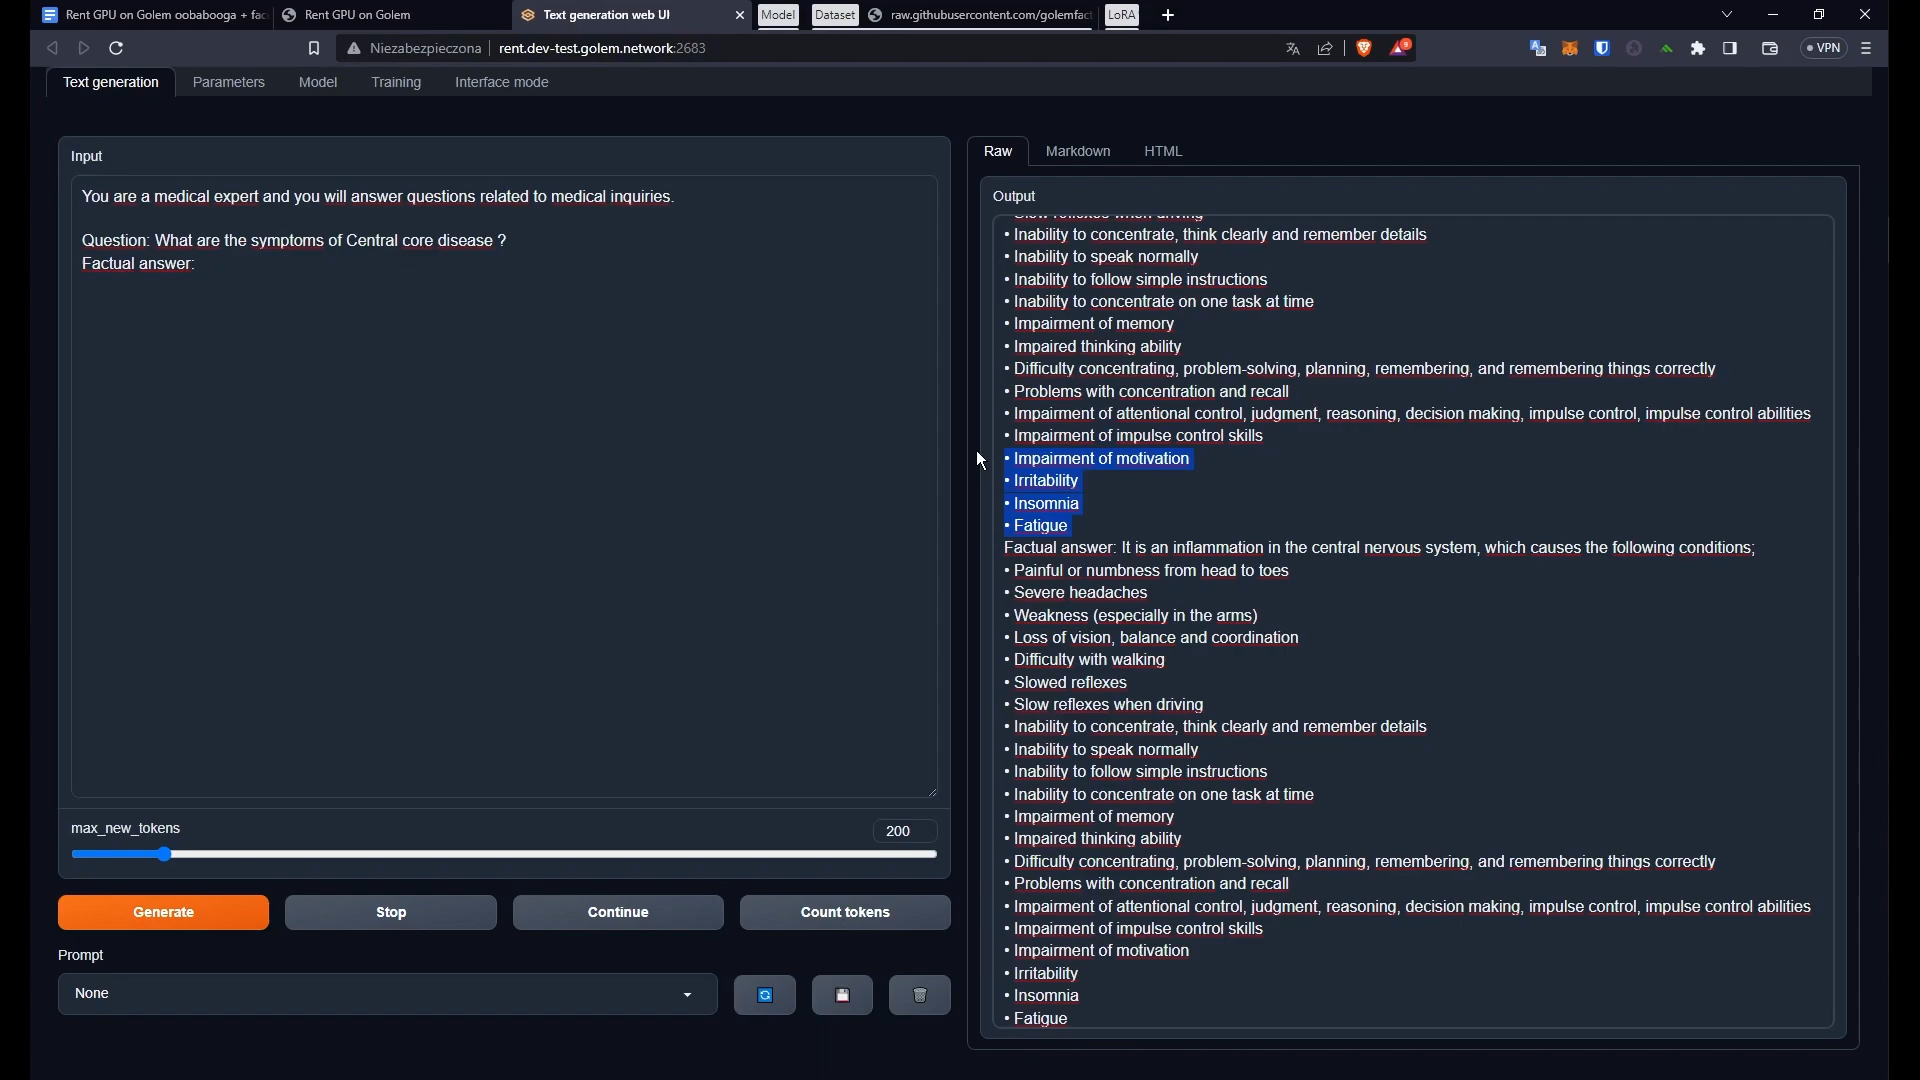 Rent GPU on Golem oobabooga + fac
Rent GPU on Golem
Text generation web UI
Model
Dataset
raw.githubusercontent.com/golemfact
LoRA
Niezabezpieczona
rent.dev-test.golem.network:2683
9
VPN
Text generation
Parameters
Model
Training
Interface mode
Input
You are a medical expert and you will answer questions related to medical inquiries.
Question: What are the symptoms of Central core disease ?
Factual answer:
max_new_tokens
200
Generate
Stop
Continue
Count tokens
Prompt
None
Raw
Markdown
HTML
Output
• Slow reflexes when driving
• Inability to concentrate, think clearly and remember details
• Inability to speak normally
• Inability to follow simple instructions
• Inability to concentrate on one task at time
• Impairment of memory
• Impaired thinking ability
• Difficulty concentrating, problem-solving, planning, remembering, and remembering things correctly
• Problems with concentration and recall
• Impairment of attentional control, judgment, reasoning, decision making, impulse control, impulse control abilities
• Impairment of impulse control skills
• Impairment of motivation
• Irritability
• Insomnia
• Fatigue
Factual answer: It is an inflammation in the central nervous system, which causes the following conditions;
• Painful or numbness from head to toes
• Severe headaches
• Weakness (especially in the arms)
• Loss of vision, balance and coordination
• Difficulty with walking
• Slowed reflexes
• Slow reflexes when driving
• Inability to concentrate, think clearly and remember details
• Inability to speak normally
• Inability to follow simple instructions
• Inability to concentrate on one task at time
• Impairment of memory
• Impaired thinking ability
• Difficulty concentrating, problem-solving, planning, remembering, and remembering things correctly
• Problems with concentration and recall
• Impairment of attentional control, judgment, reasoning, decision making, impulse control, impulse control abilities
• Impairment of impulse control skills
• Impairment of motivation
• Irritability
• Insomnia
• Fatigue